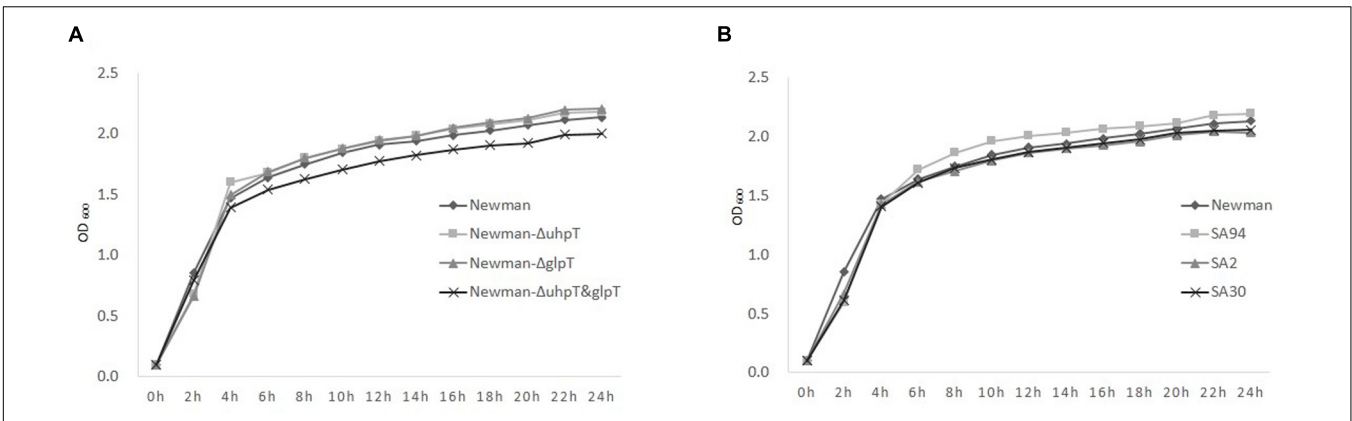 A
2.5
2.0
1.5
1.0
0.5
0.0
OD 600
0h 2h 4h 6h 8h 10h 12h 14h 16h 18h 20h 22h 24h
Newman
Newman-ΔuhpT
Newman-ΔglpT
Newman-ΔuhpT&glpT
B
2.5
2.0
1.5
1.0
0.5
0.0
OD 600
0h 2h 4h 6h 8h 10h 12h 14h 16h 18h 20h 22h 24h
Newman
SA94
SA2
SA30